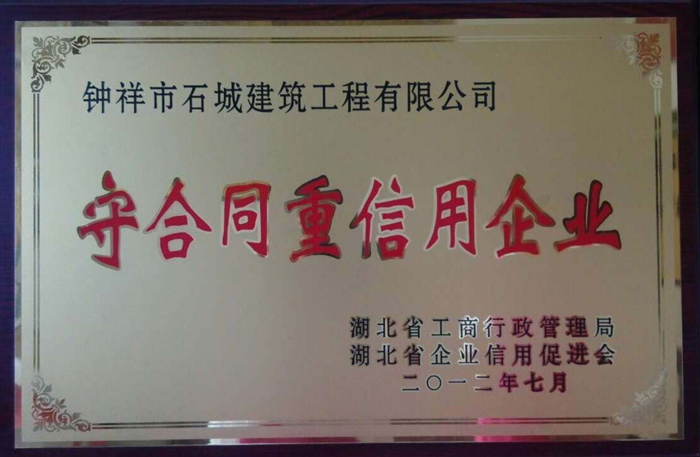 钟祥市石城建筑工程有限公司
守合同重信用企业
湖北省工商行政管理局
湖北省企业信用促进会
二〇一二年七月